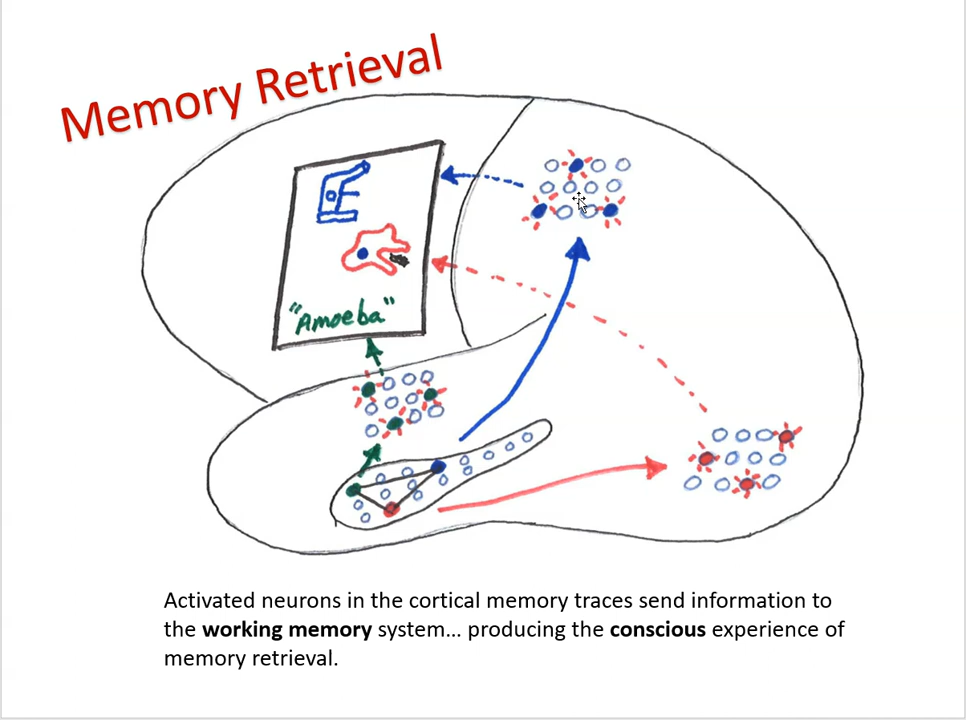 Memory Retrieval
"Amoeba"
Activated neurons in the cortical memory traces send information to
the working memory system... producing the conscious experience of
memory retrieval.